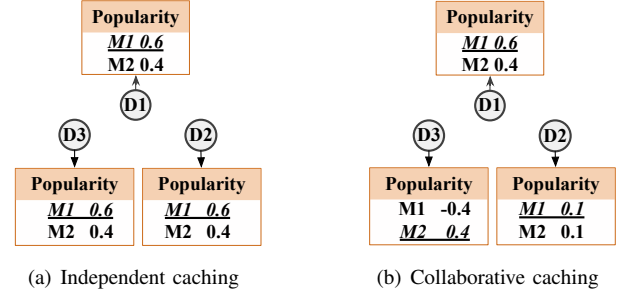 Popularity
M1 0.6
M2 0.4
D1
D3
D2
Popularity
M1 0.6
M2 0.4
Popularity
M1 0.6
M2 0.4
(a) Independent caching
Popularity
M1 0.6
M2 0.4
D1
D3
D2
Popularity
M1 -0.4
M2 0.4
Popularity
M1 0.1
M2 0.1
(b) Collaborative caching